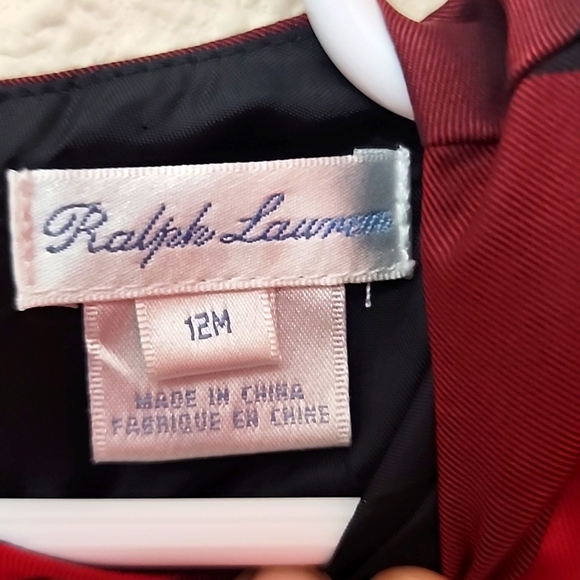 Ralph Lauren
12M
MADE IN CHINA
FABRIQUE EN CHINE